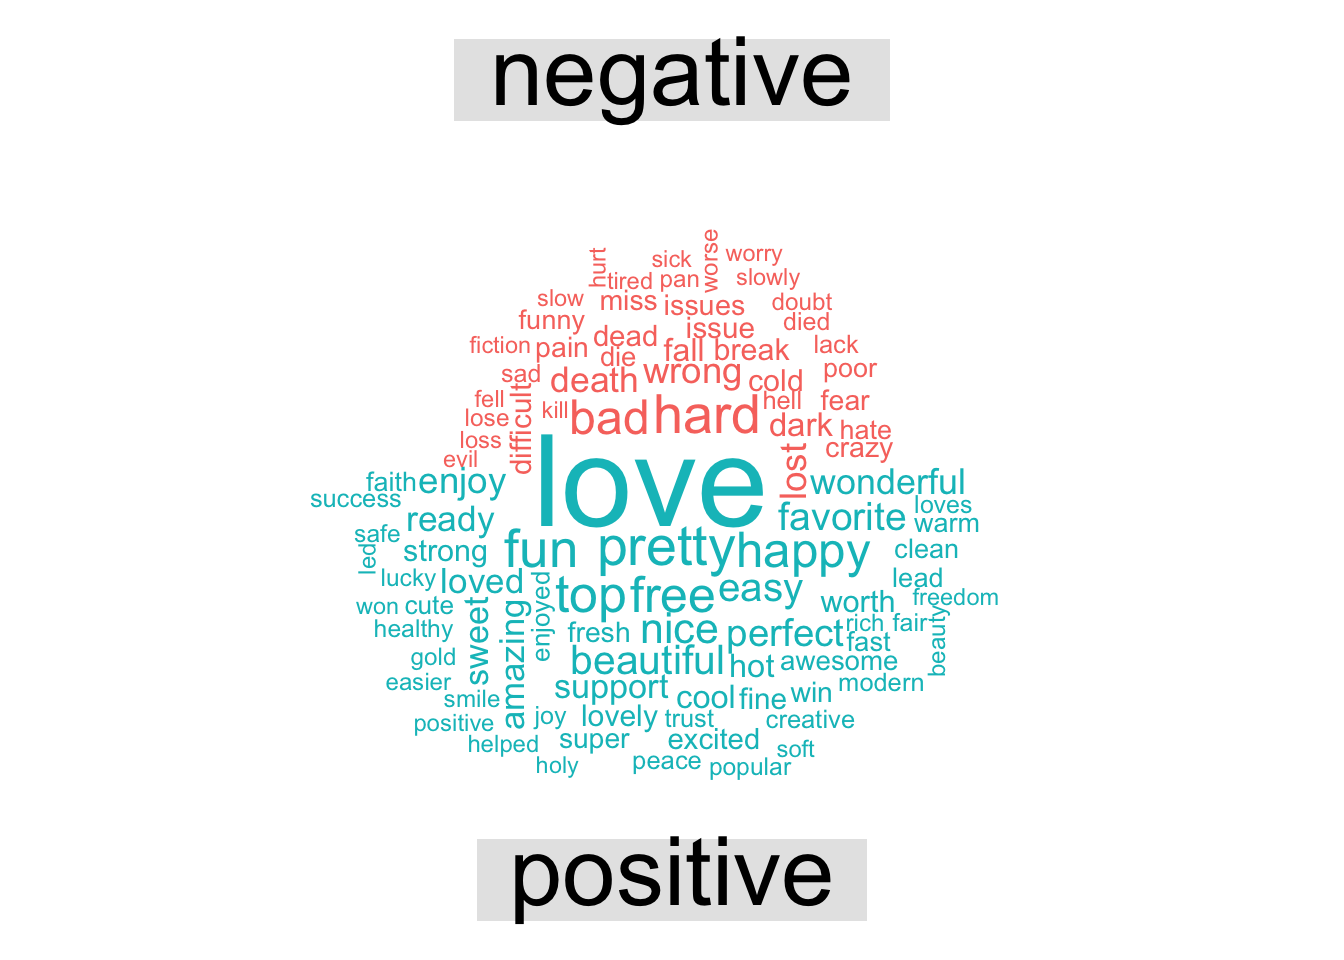 negative
hurt
sick
worse
worry
tired
pan
slowly
slow
miss
issues
doubt
funny
dead
issue
died
fiction
pain
die
fall
break
lack
sad
death
wrong
cold
poor
fell
difficult
kill
bad
hard
hell
fear
lose
dark
hate
loss
evil
lost
crazy
love
faith
enjoy
wonderful
success
ready
favorite
loves
warm
safe
strong
fun
pretty
happy
clean
led
lucky
loved
enjoyed
top
free
easy
lead
won
cute
worth
freedom
healthy
sweet
amazing
fresh
nice
perfect
rich
fair
fast
beauty
gold
beautiful
hot
awesome
easier
support
cool
fine
win
modern
smile
positive
joy
lovely
trust
creative
helped
super
excited
soft
holy
peace
popular
positive